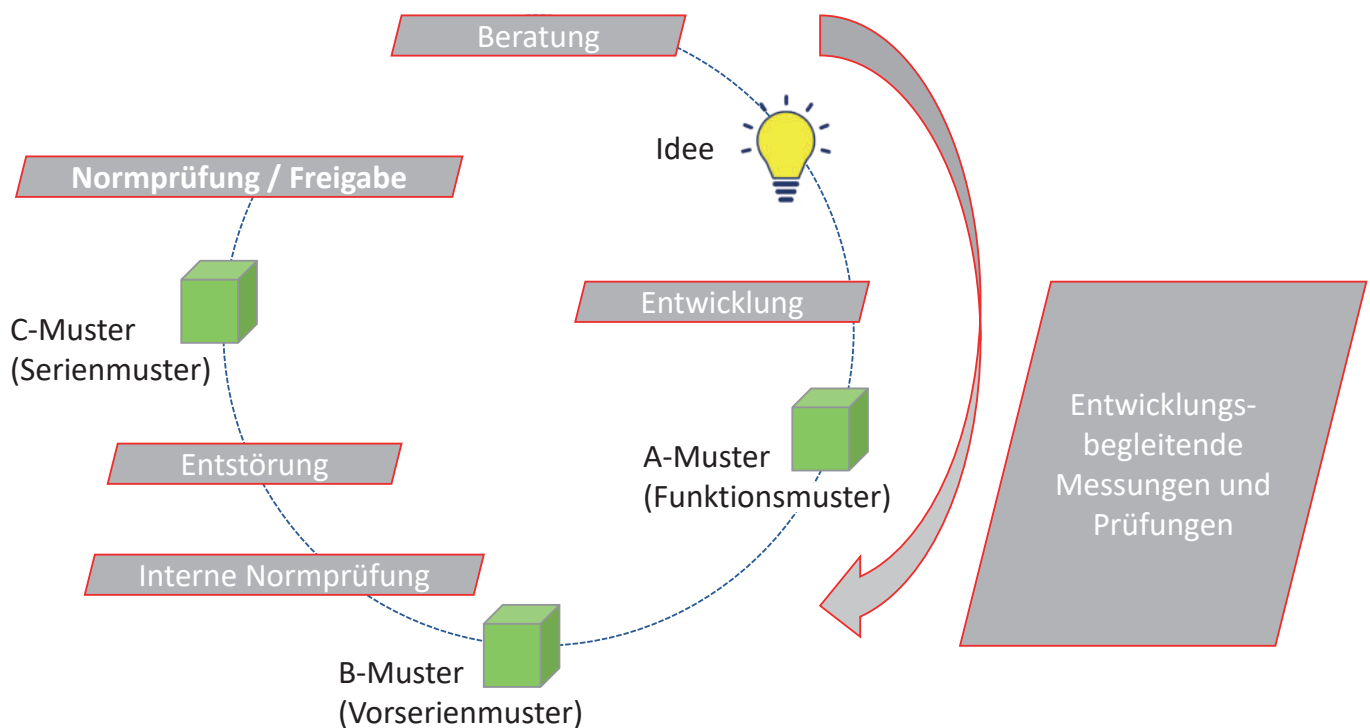 Beratung
Idee
Normprüfung / Freigabe
Entwicklung
C-Muster
(Serienmuster)
Entwicklungs-
begleitende
Messungen und
Prüfungen
Entstörung
A-Muster
(Funktionsmuster)
Interne Normprüfung
B-Muster
(Vorserienmuster)